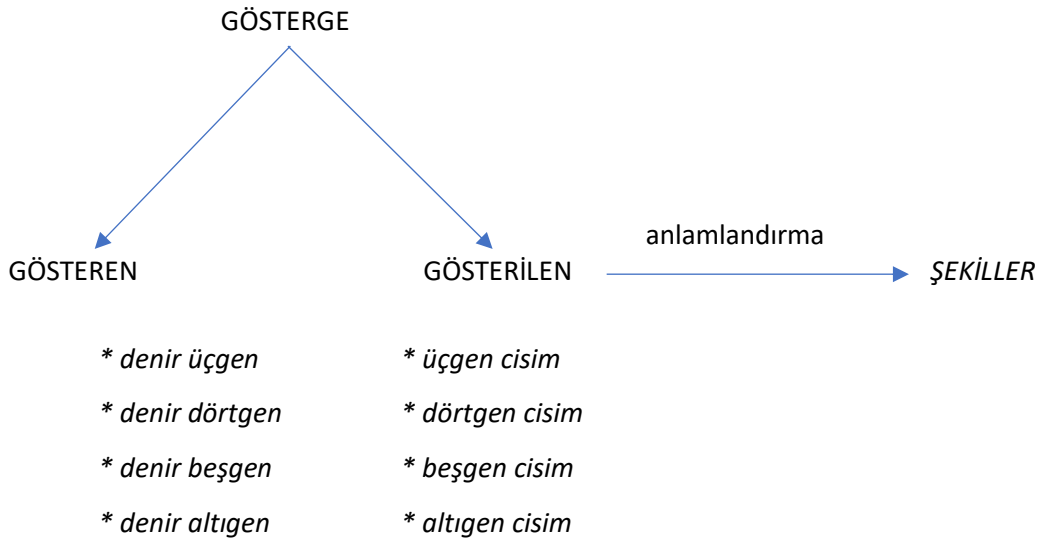 GÖSTERGE
anlamlandırma
GÖSTEREN GÖSTERİLEN ŞEKİLLER
* denir üçgen * üçgen cisim
* denir dörtgen * dörtgen cisim
* denir beşgen * beşgen cisim
* denir altıgen * altıgen cisim